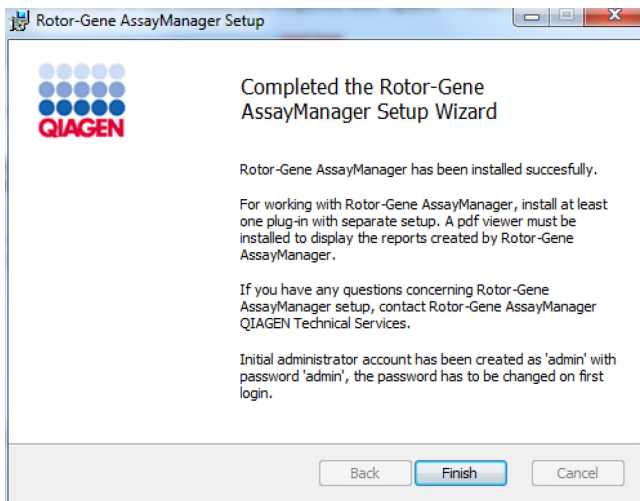 Rotor-Gene AssayManager Setup
QIAGEN
Completed the Rotor-Gene
AssayManager Setup Wizard
Rotor-Gene AssayManager has been installed succesfully.
For working with Rotor-Gene AssayManager, install at least
one plug-in with separate setup. A pdf viewer must be
installed to display the reports created by Rotor-Gene
AssayManager.
If you have any questions concerning Rotor-Gene
AssayManager setup, contact Rotor-Gene AssayManager
QIAGEN Technical Services.
Initial administrator account has been created as 'admin' with
password 'admin', the password has to be changed on first
login.
Back Finish Cancel